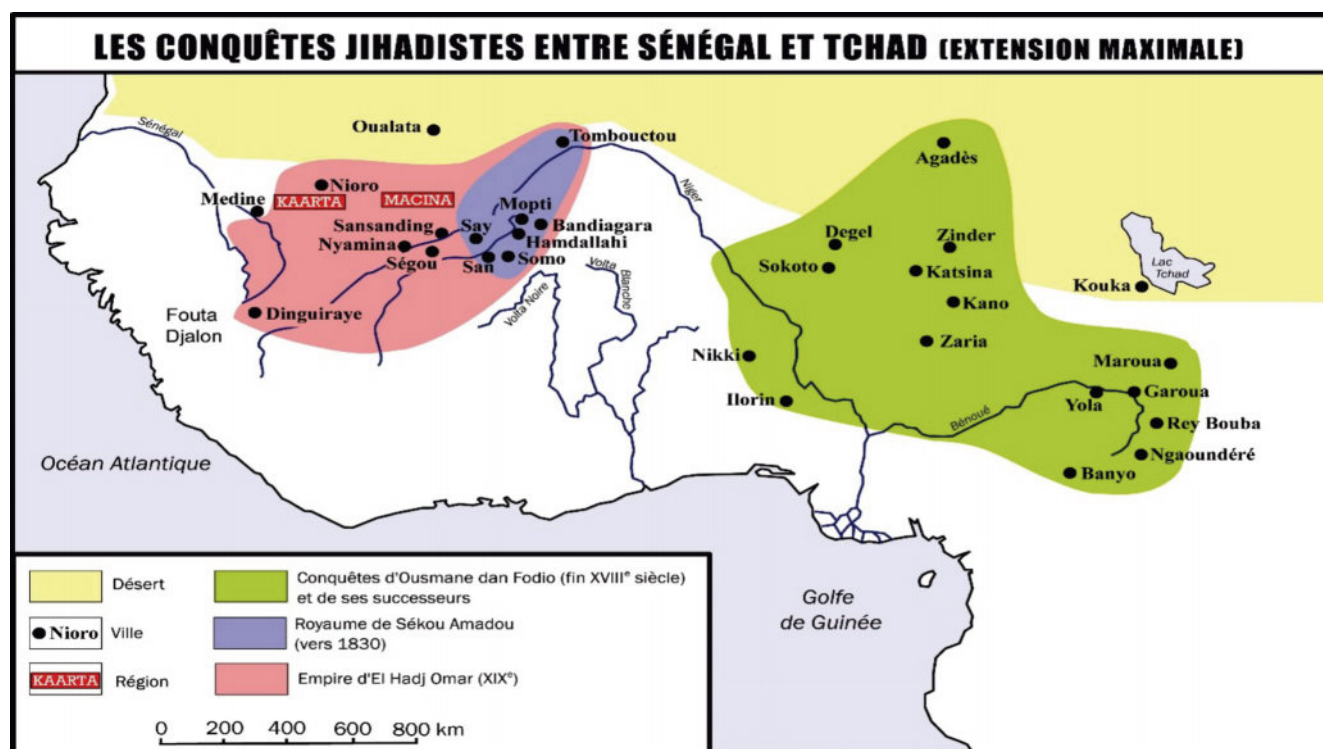 LES CONQUÊTES JIHADISTES ENTRE SÉNÉGAL ET TCHAD (EXTENSION MAXIMALE)
Sénégal
Oualata
Tombouctou
Agadès
Nioro
KAARTA
MACINA
Medine
Niger
Mopti
Sansanding
Say
Bandiagara
Nyamina
Hamdallahi
Ségou
San
Somo
Degel
Zinder
Sokoto
Katsina
Lac
Tchad
Kouka
Kano
Volta
Blanche
Volta Noire
Fouta
Djalon
Dinguiraye
Zaria
Nikki
Maroua
Ilorin
Yola
Garoua
Bénoué
Rey Bouba
Ngaoundéré
Banyo
Océan Atlantique
Golfe
de Guinée
Désert
Conquêtes d'Ousmane dan Fodio (fin XVIIIe siècle)
et de ses successeurs
Nioro
Ville
Royaume de Sékou Amadou
(vers 1830)
KAARTA
Région
Empire d'El Hadj Omar (XIXe)
0 200 400 600 800 km